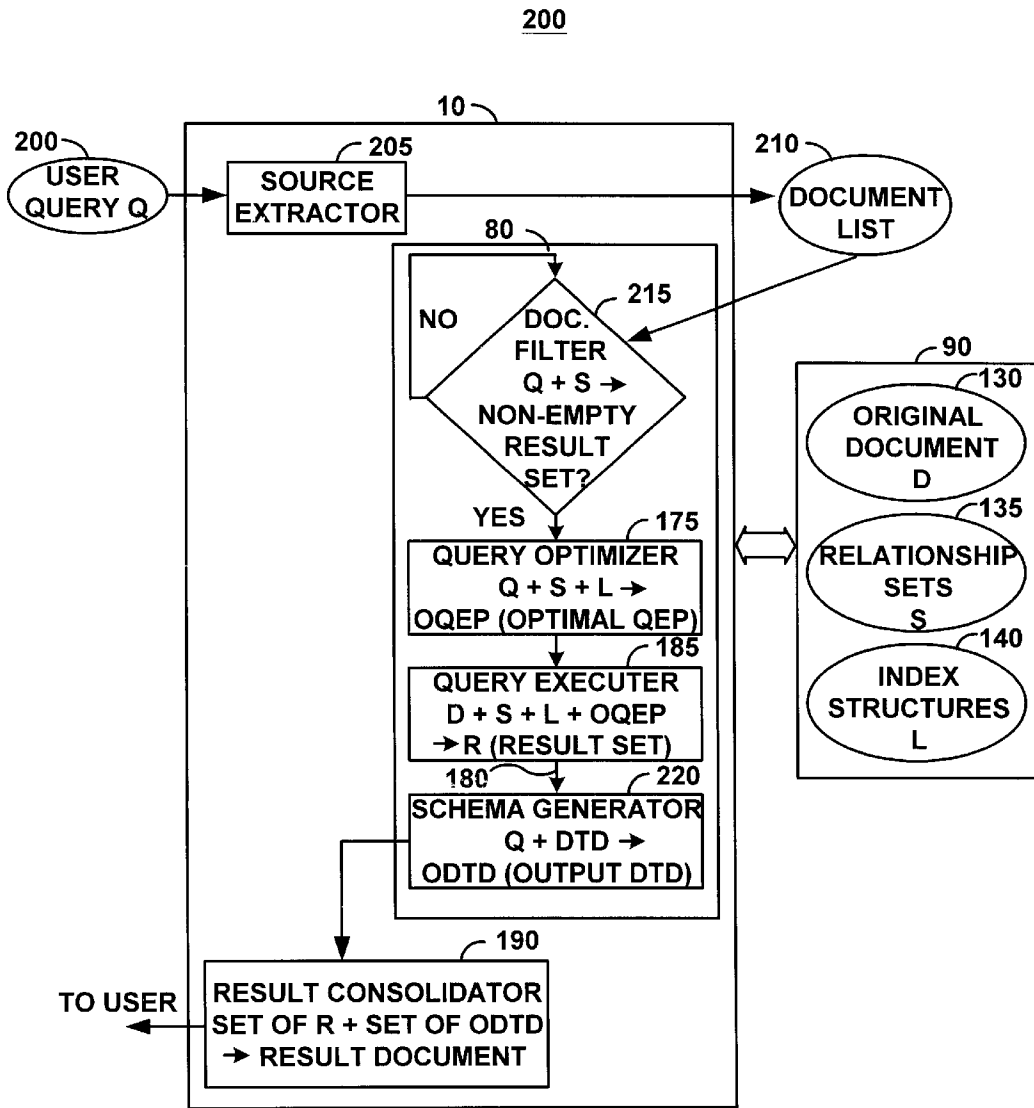 200
10
200
USER
QUERY Q
205
SOURCE
EXTRACTOR
210
DOCUMENT
LIST
80
NO
215
DOC.
FILTER
Q + S →
NON-EMPTY
RESULT
SET?
YES
175
QUERY OPTIMIZER
Q + S + L →
OQEP (OPTIMAL QEP)
185
QUERY EXECUTER
D + S + L + OQEP
→ R (RESULT SET)
180
220
SCHEMA GENERATOR
Q + DTD →
ODTD (OUTPUT DTD)
90
130
ORIGINAL
DOCUMENT
D
135
RELATIONSHIP
SETS
S
140
INDEX
STRUCTURES
L
190
RESULT CONSOLIDATOR
SET OF R + SET OF ODTD
→ RESULT DOCUMENT
TO USER